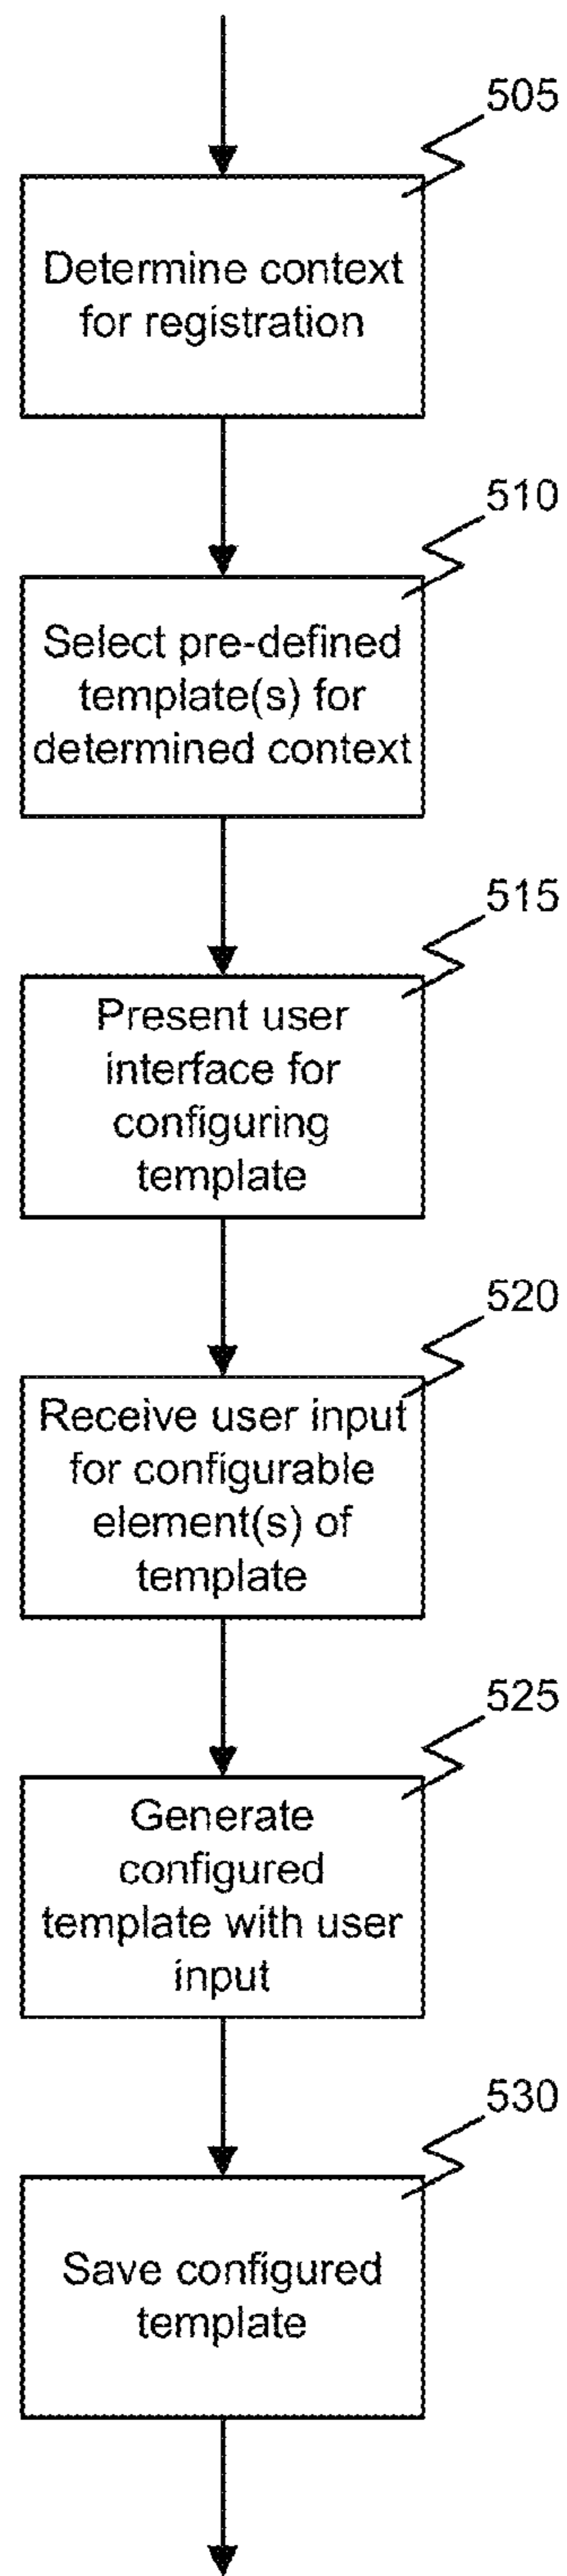 505
Determine context
for registration
510
Select pre-defined
template(s) for
determined context
515
Present user
interface for
configuring
template
520
Receive user input
for configurable
element(s) of
template
525
Generate
configured
template with user
input
530
Save configured
template